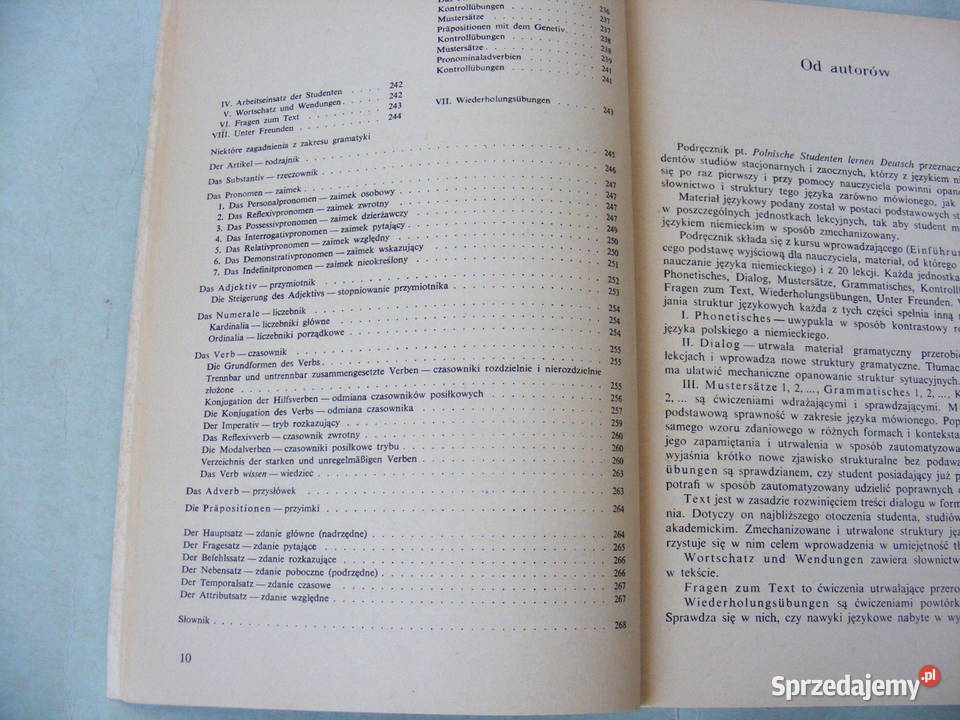 Kontrollübungen 236
Mustersätze 237
Präpositionen mit dem Genetiv 237
Kontrollübungen 238
Mustersätze 238
Pronominaladverbien 239
Kontrollübungen 241
241
IV. Arbeitseinsatz der Studenten 242
V. Wortschatz und Wendungen 242
VI. Fragen zum Text 243
VIII. Unter Freunden 244
VII. Wiederholungsübungen 243
Niektóre zagadnienia z zakresu gramatyki
Der Artikel — rodzajnik 245
Das Substantiv — rzeczownik 246
Das Pronomen — zaimek
1. Das Personalpronomen — zaimek osobowy 247
2. Das Reflexivpronomen — zaimek zwrotny 247
3. Das Possessivpronomen — zaimek dzierżawczy 247
4. Das Interrogativpronomen — zaimek pytający 247
5. Das Relativpronomen — zaimek względny 249
6. Das Demonstrativpronomen — zaimek wskazujący 250
7. Das Indefinitpronomen — zaimek nieokreślony 250
251
Das Adjektiv — przymiotnik 252
Die Steigerung des Adjektivs — stopniowanie przymiotnika 253
Das Numerale — liczebnik
Kardinalia — liczebniki główne 254
Ordinalia — liczebniki porządkowe 254
254
Das Verb — czasownik 255
Die Grundformen des Verbs 255
Trennbar und untrennbar zusammengesetzte Verben — czasowniki rozdzielnie i nierozdzielnie
złożone 255
Konjugation der Hilfsverben — odmiana czasowników posiłkowych 256
Die Konjugation des Verbs — odmiana czasownika 257
Der Imperativ — tryb rozkazujący 259
Das Reflexivverb — czasownik zwrotny 260
Die Modalverben — czasowniki posiłkowe trybu 260
Verzeichnis der starken und unregelmäßigen Verben 260
Das Verb wissen — wiedzieć 263
Das Adverb — przysłówek 263
Die Präpositionen — przyimki 264
Der Hauptsatz — zdanie główne (nadrzędne) 264
Der Fragesatz — zdanie pytające 265
Der Befehlssatz — zdanie rozkazujące 266
Der Nebensatz — zdanie poboczne (podrzędne) 266
Der Temporalsatz — zdanie czasowe 267
Der Attributsatz — zdanie względne 267
Słownik 268
10
Od autorów
Podręcznik pt. Polnische Studenten lernen Deutsch przeznacz
dentów studiów stacjonarnych i zaocznych, którzy z językiem ni
się po raz pierwszy i przy pomocy nauczyciela powinni opano
słownictwo i struktury tego języka zarówno mówionego, jak
Materiał językowy podany został w postaci podstawowych st
w poszczególnych jednostkach lekcyjnych, tak aby student m
językiem niemieckim w sposób zmechanizowany.
Podręcznik składa się z kursu wprowadzającego (Einführun
cego podstawę wyjściową dla nauczyciela, materiał, od którego
nauczanie języka niemieckiego) i z 20 lekcji. Każda jednostka
Phonetisches, Dialog, Mustersätze, Grammatisches, Kontroll
Fragen zum Text, Wiederholungsübungen, Unter Freunden. W
jania struktur językowych każda z tych części spełnia inną
I. Phonetisches — uwypukla w sposób kontrastowy ró
języka polskiego a niemieckiego.
II. Dialog — utrwala materiał gramatyczny przerobio
lekcjach i wprowadza nowe struktury gramatyczne. Tłumac
ma ułatwić mechaniczne opanowanie struktur sytuacyjnych.
III. Mustersätze 1, 2, ..., Grammatisches 1, 2, ..., K
2, ... są ćwiczeniami wdrażającymi i sprawdzającymi. M
podstawową sprawność w zakresie języka mówionego. Pop
samego wzoru zdaniowego w różnych formach i kontekstac
jego zapamiętania i utrwalenia w sposób zautomatyzowa
wyjaśnia krótko nowe zjawisko strukturalne bez podawa
übungen są sprawdzianem, czy student posiadający już p
potrafi w sposób zautomatyzowany udzielić poprawnych
Text jest w zasadzie rozwinięciem treści dialogu w form
nia. Dotyczy on najbliższego otoczenia studenta, studiów
akademickim. Zmechanizowane i utrwalone struktury ję
rzystuje się w nim celem wprowadzenia w umiejętność tł
Wortschatz und Wendungen zawiera słownictw
w tekście.
Fragen zum Text to ćwiczenia utrwalające przero
Wiederholungsübungen są ćwiczeniami powtórk
Sprawdza się w nich, czy nawyki językowe nabyte w wy
Sprzedajemy.pl